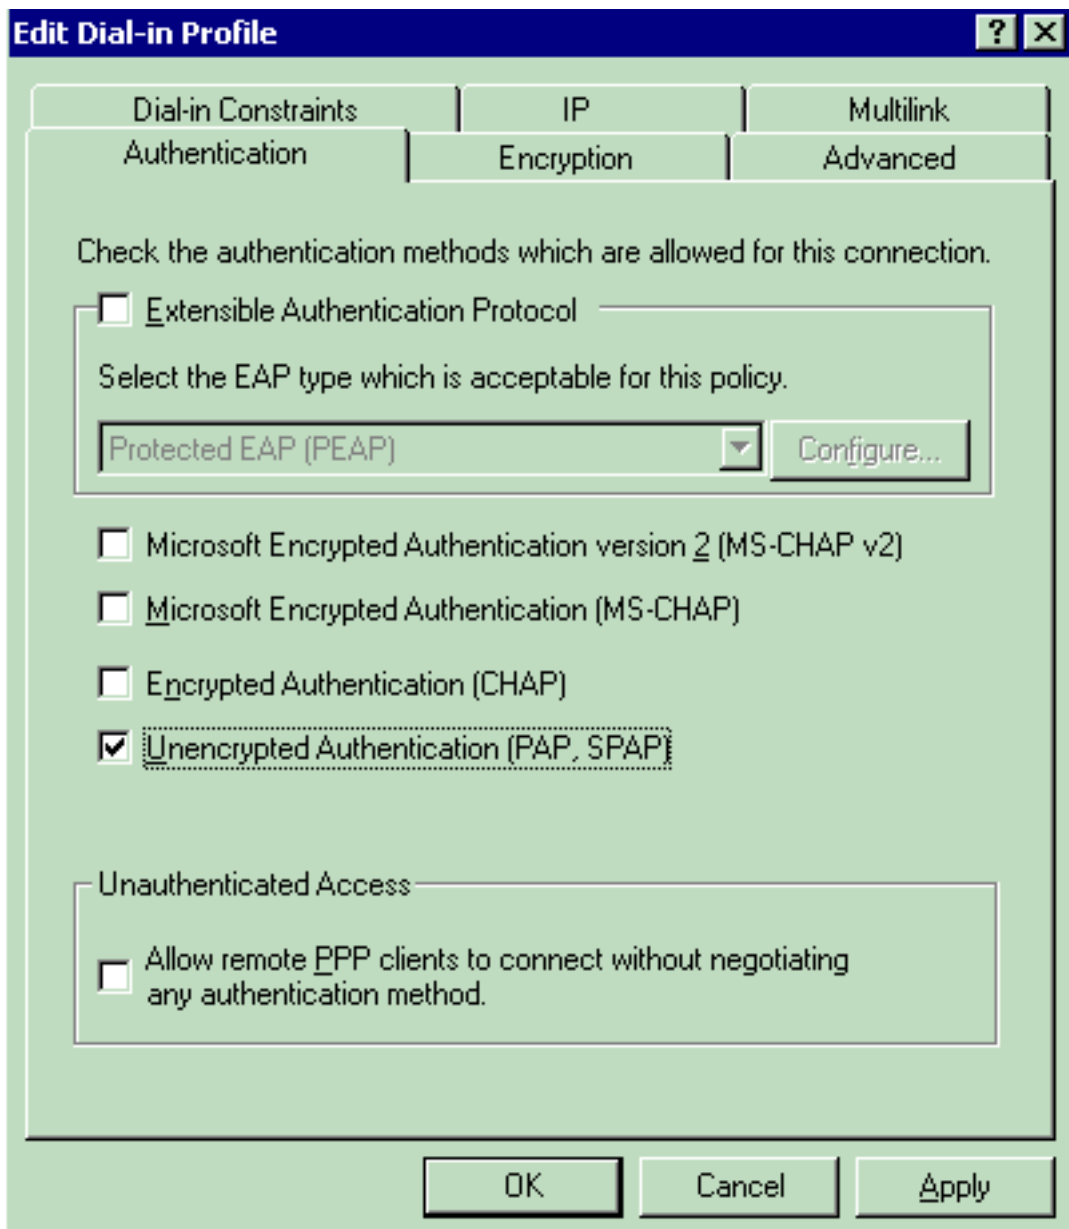 Edit Dial-in Profile
Dial-in Constraints
IP
Multilink
Authentication
Encryption
Advanced
Check the authentication methods which are allowed for this connection.
Extensible Authentication Protocol
Select the EAP type which is acceptable for this policy.
Protected EAP (PEAP)
Configure...
Microsoft Encrypted Authentication version 2 (MS-CHAP v2)
Microsoft Encrypted Authentication (MS-CHAP)
Encrypted Authentication (CHAP)
Unencrypted Authentication (PAP, SPAP)
Unauthenticated Access
Allow remote PPP clients to connect without negotiating
any authentication method.
OK
Cancel
Apply